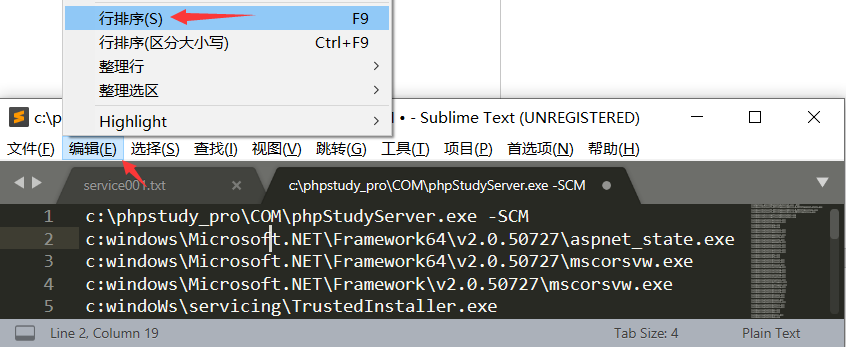 行排序(S) F9
行排序(区分大小写) Ctrl+F9
整理行
整理选区
Highlight
c:\p • - Sublime Text (UNREGISTERED)
文件(F) 编辑(E) 选择(S) 查找(I) 视图(V) 跳转(G) 工具(T) 项目(P) 首选项(N) 帮助(H)
service001.txt c:\phpstudy_pro\COM\phpStudyServer.exe -SCM
1 c:\phpstudy_pro\COM\phpStudyServer.exe -SCM
2 c:windows\Microsoft.NET\Framework64\v2.0.50727\aspnet_state.exe
3 c:windows\Microsoft.NET\Framework64\v2.0.50727\mscorsvw.exe
4 c:windows\Microsoft.NET\Framework\v2.0.50727\mscorsvw.exe
5 c:windoWs\servicing\TrustedInstaller.exe
Line 2, Column 19 Tab Size: 4 Plain Text